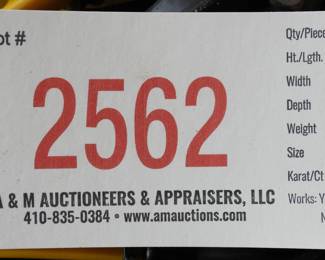 ot #
2562
A & M AUCTIONEERS & APPRAISERS, LLC
410-835-0384 • www.amauctions.com
Qty/Piece
Ht./Lgth.
Width
Depth
Weight
Size
Karat/Ct
Works: Y
N